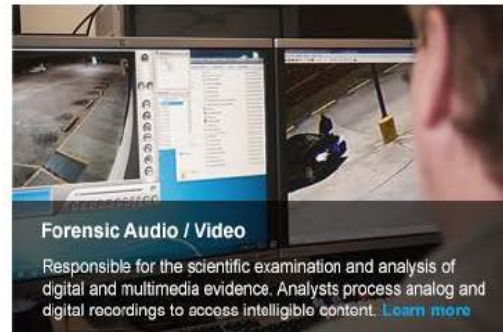 Forensic Audio / Video
Responsible for the scientific examination and analysis of
digital and multimedia evidence. Analysts process analog and
digital recordings to access intelligible content. Learn more